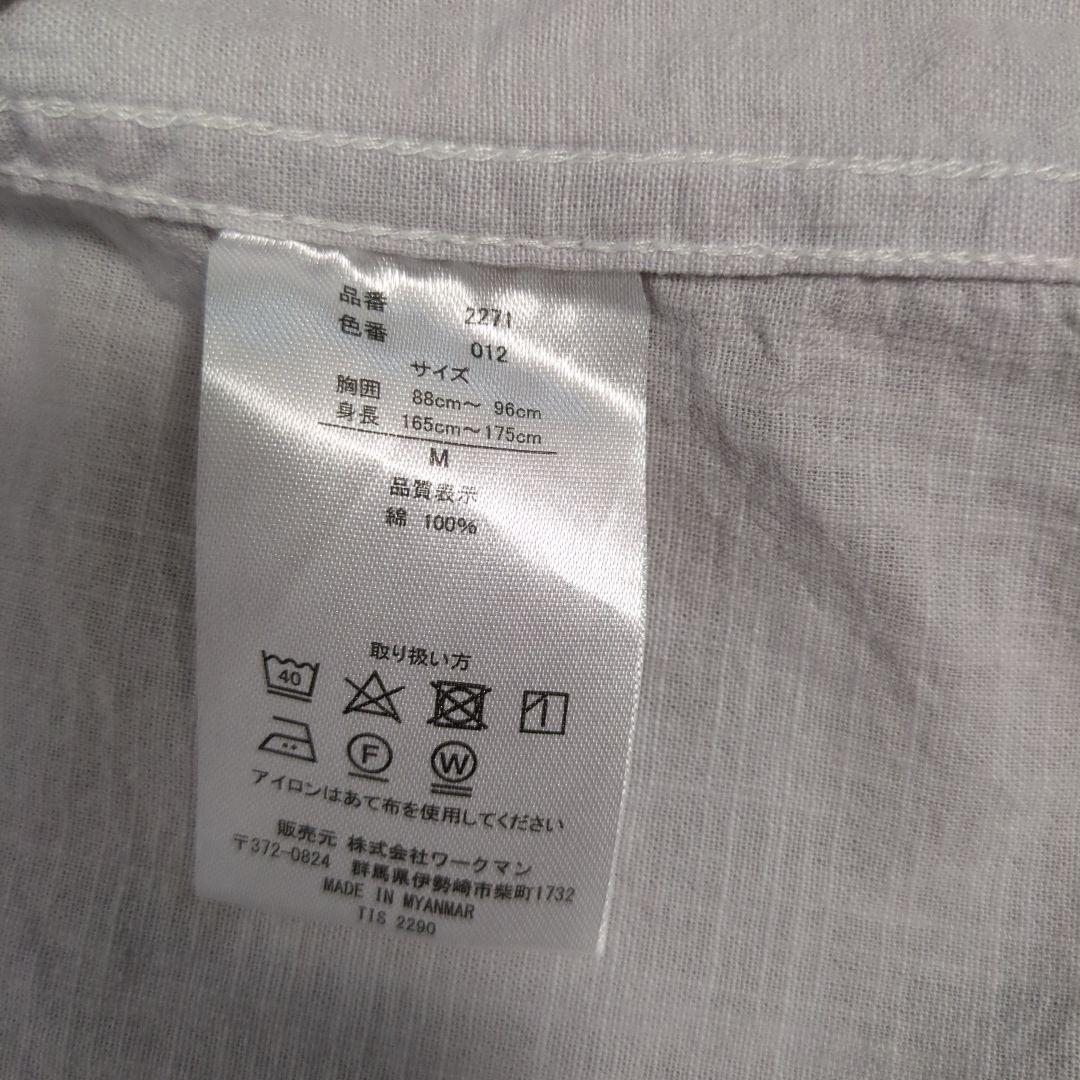 品番 2271
色番 012
サイズ
胸囲 88cm～ 96cm
身長 165cm～175cm
M
品質表示
綿 100%
取り扱い方
40
F W
アイロンはあて布を使用してください
販売元 株式会社ワークマン
〒372-0824 群馬県伊勢崎市柴町1732
MADE IN MYANMAR
TIS 2290